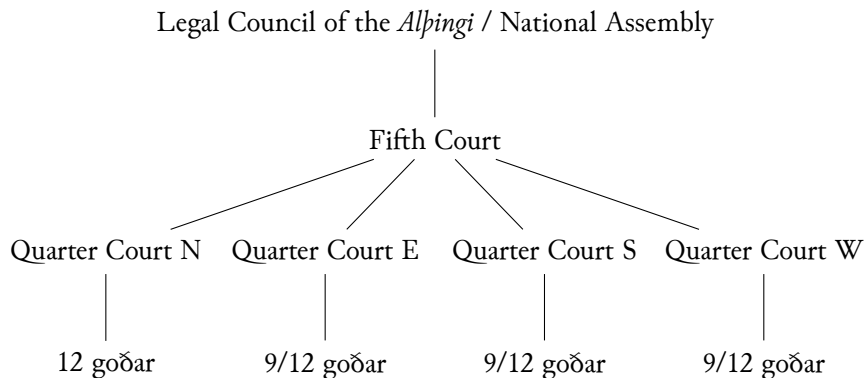 Legal Council of the Alþingi / National Assembly
Fifth Court
Quarter Court N Quarter Court E Quarter Court S Quarter Court W
12 goðar 9/12 goðar 9/12 goðar 9/12 goðar